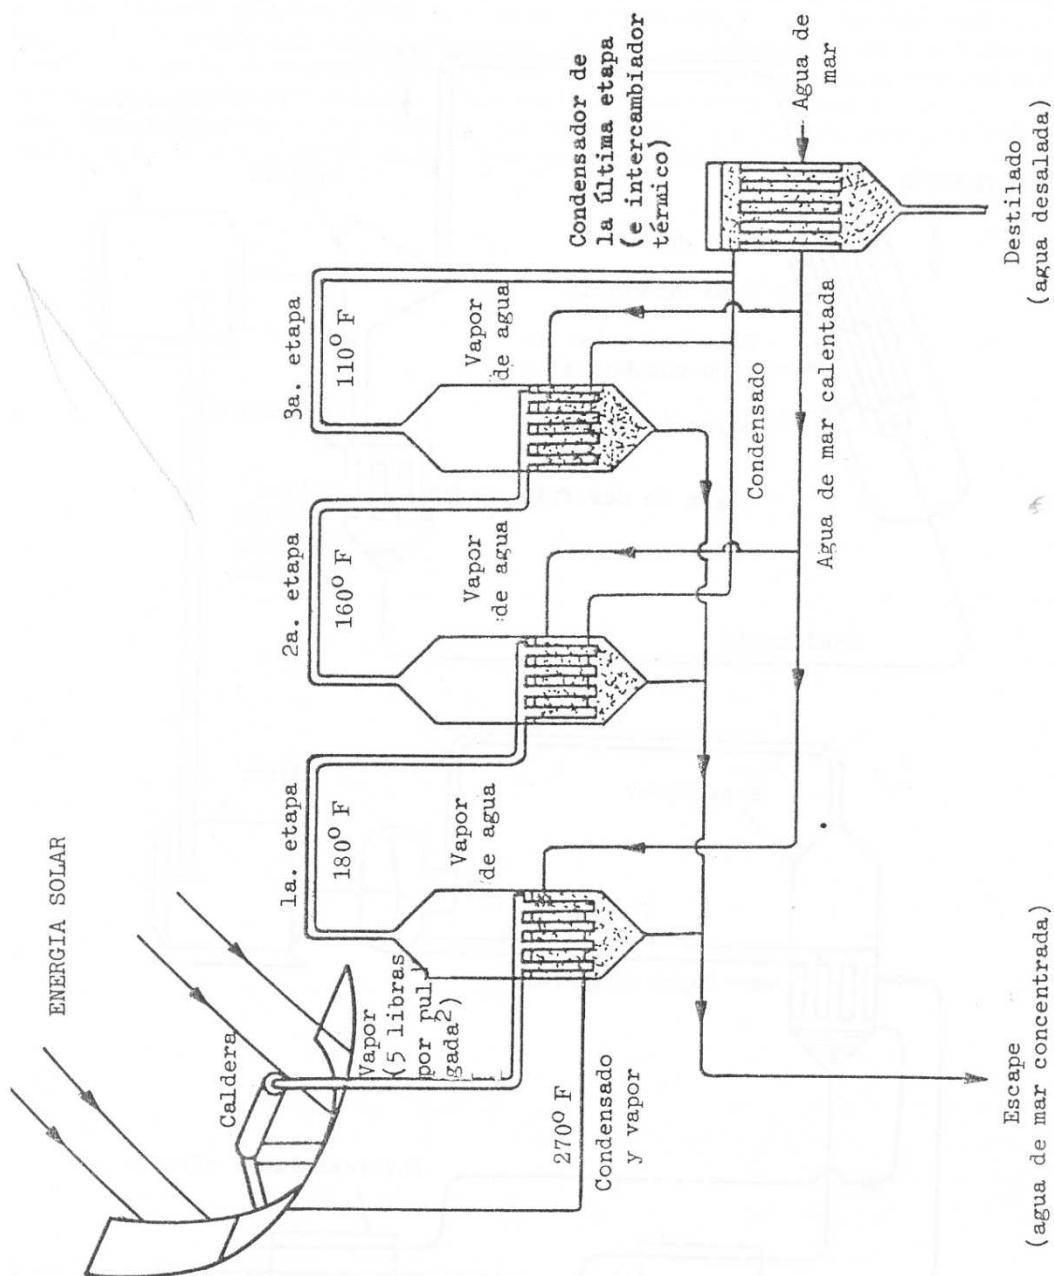 ENERGIA SOLAR
Caldera
Vapor
(5 libras
por pul
gada²)
270° F
Condensado
y vapor
1a. etapa
180° F
Vapor
de agua
2a. etapa
160° F
Vapor
de agua
3a. etapa
110° F
Vapor
de agua
Condensador de
la última etapa
(e intercambiador
térmico)
Agua de
mar
Condensado
Agua de mar calentada
Escape
(agua de mar concentrada)
Destilado
(agua desalada)